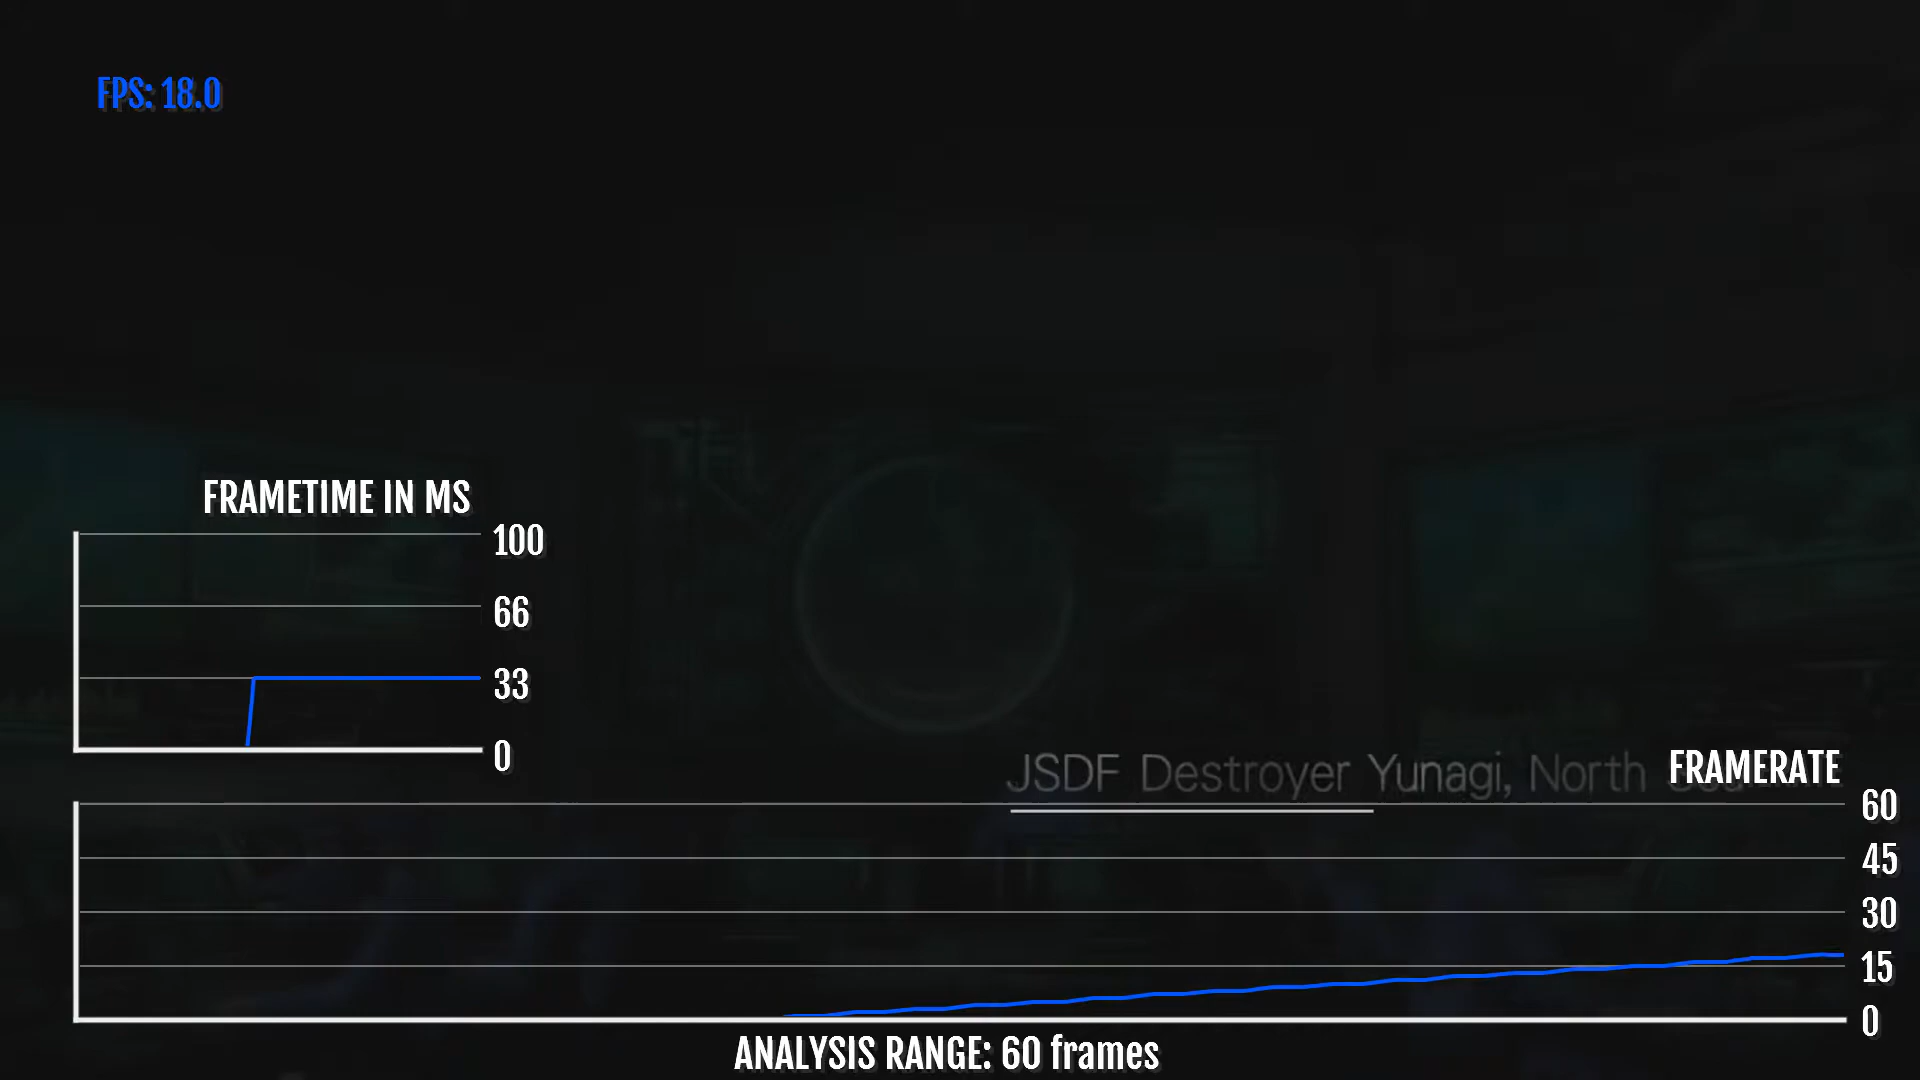 FPS: 18.0
FRAMETIME IN MS
100
66
33
0
JSDF Destroyer Yunagi, North
FRAMERATE
60
45
30
15
0
ANALYSIS RANGE: 60 frames